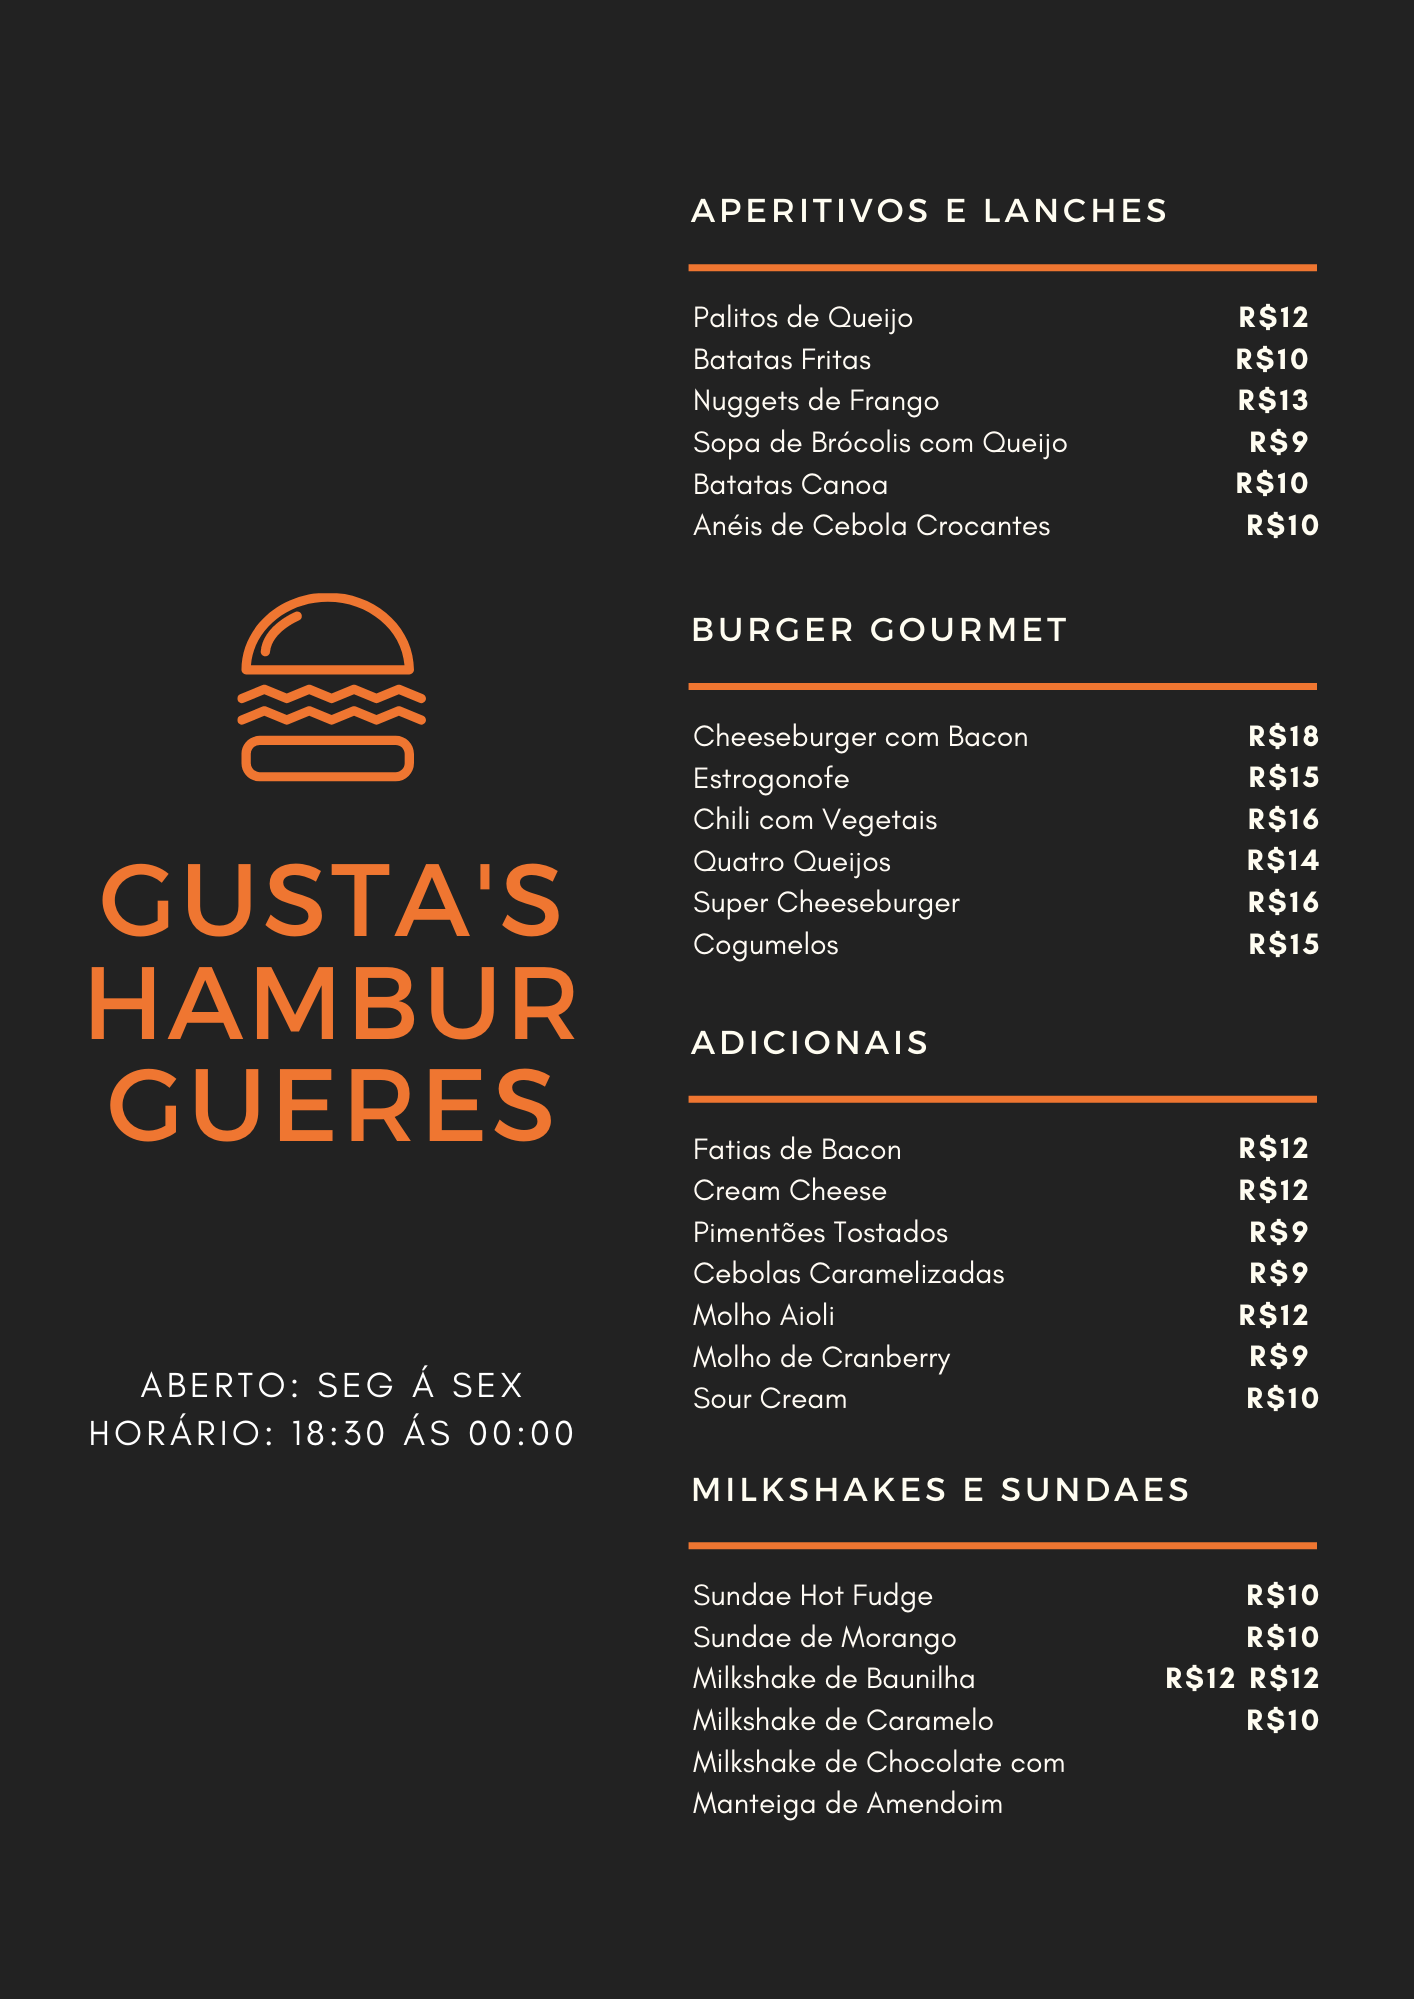 GUSTA'S
HAMBUR
GUERES
ABERTO: SEG Á SEX
HORÁRIO: 18:30 ÁS 00:00
APERITIVOS E LANCHES
Palitos de Queijo R$12
Batatas Fritas R$10
Nuggets de Frango R$13
Sopa de Brócolis com Queijo R$9
Batatas Canoa R$10
Anéis de Cebola Crocantes R$10
BURGER GOURMET
Cheeseburger com Bacon R$18
Estrogonofe R$15
Chili com Vegetais R$16
Quatro Queijos R$14
Super Cheeseburger R$16
Cogumelos R$15
ADICIONAIS
Fatias de Bacon R$12
Cream Cheese R$12
Pimentões Tostados R$9
Cebolas Caramelizadas R$9
Molho Aioli R$12
Molho de Cranberry R$9
Sour Cream R$10
MILKSHAKES E SUNDAES
Sundae Hot Fudge R$10
Sundae de Morango R$10
Milkshake de Baunilha R$12 R$12
Milkshake de Caramelo R$10
Milkshake de Chocolate com
Manteiga de Amendoim